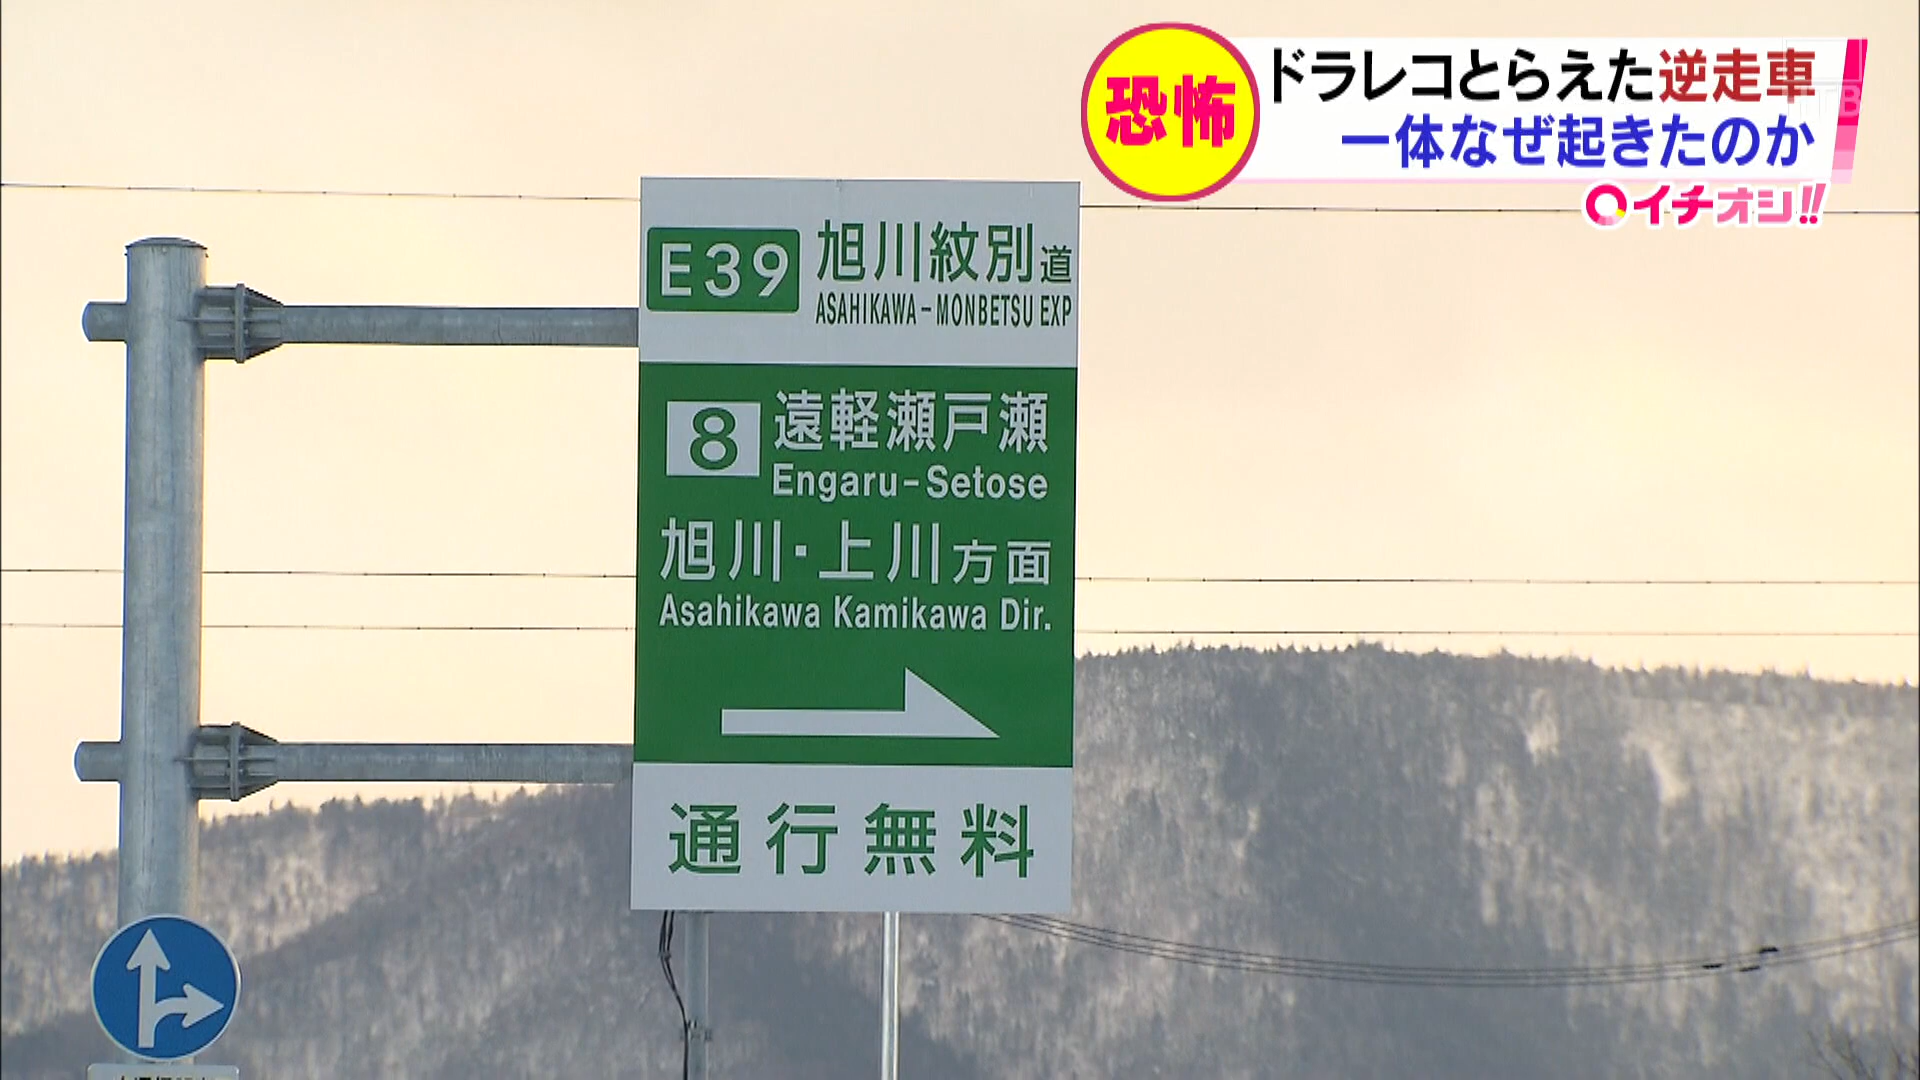 恐怖
ドラレコとらえた逆走車
一体なぜ起きたのか
イチオシ!!
E39 旭川紋別道
ASAHIKAWA-MONBETSU EXP
8 遠軽瀬戸瀬
Engaru-Setose
旭川・上川方面
Asahikawa Kamikawa Dir.
通行無料